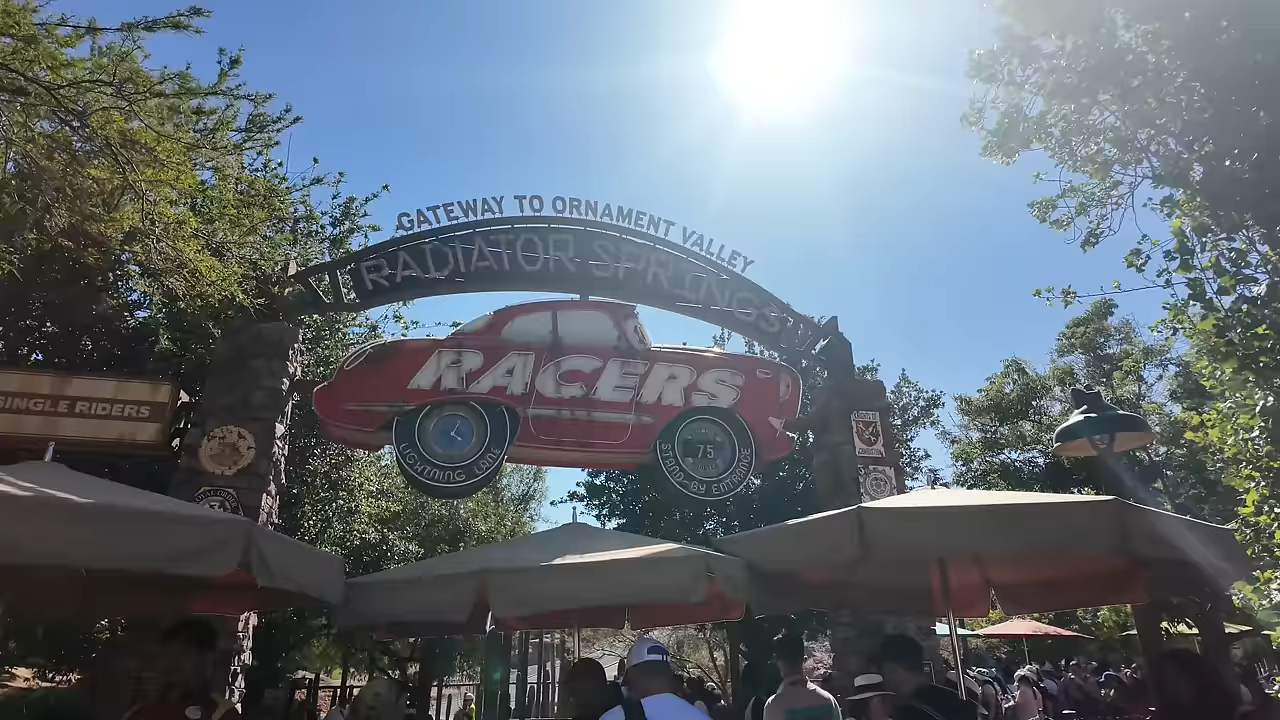 GATEWAY TO ORNAMENT VALLEY
RADIATOR SPRINGS
RACERS
SINGLE RIDERS
LIGHTNING LANE
75
STAND-BY ENTRANCE